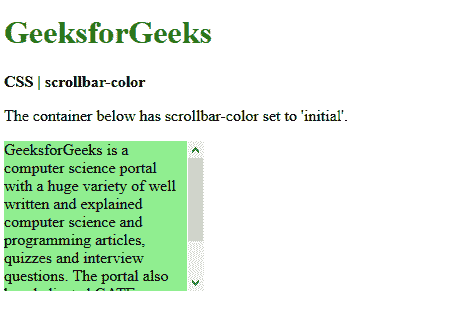 GeeksforGeeks
CSS | scrollbar-color
The container below has scrollbar-color set to 'initial'.
GeeksforGeeks is a
computer science portal
with a huge variety of well
written and explained
computer science and
programming articles,
quizzes and interview
questions. The portal also